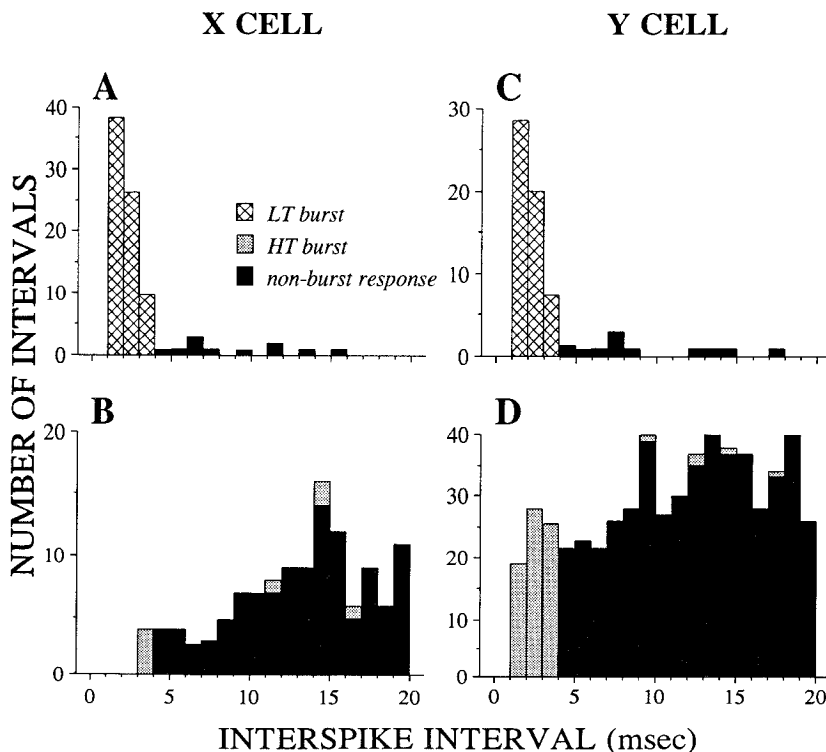 X CELL
Y CELL
A
C
40
30
20
10
0
30
20
10
0
LT burst
HT burst
non-burst response
B
D
20
10
0
40
30
20
10
0
0 5 10 15 20
0 5 10 15 20
NUMBER OF INTERVALS
INTERSPIKE INTERVAL (msec)